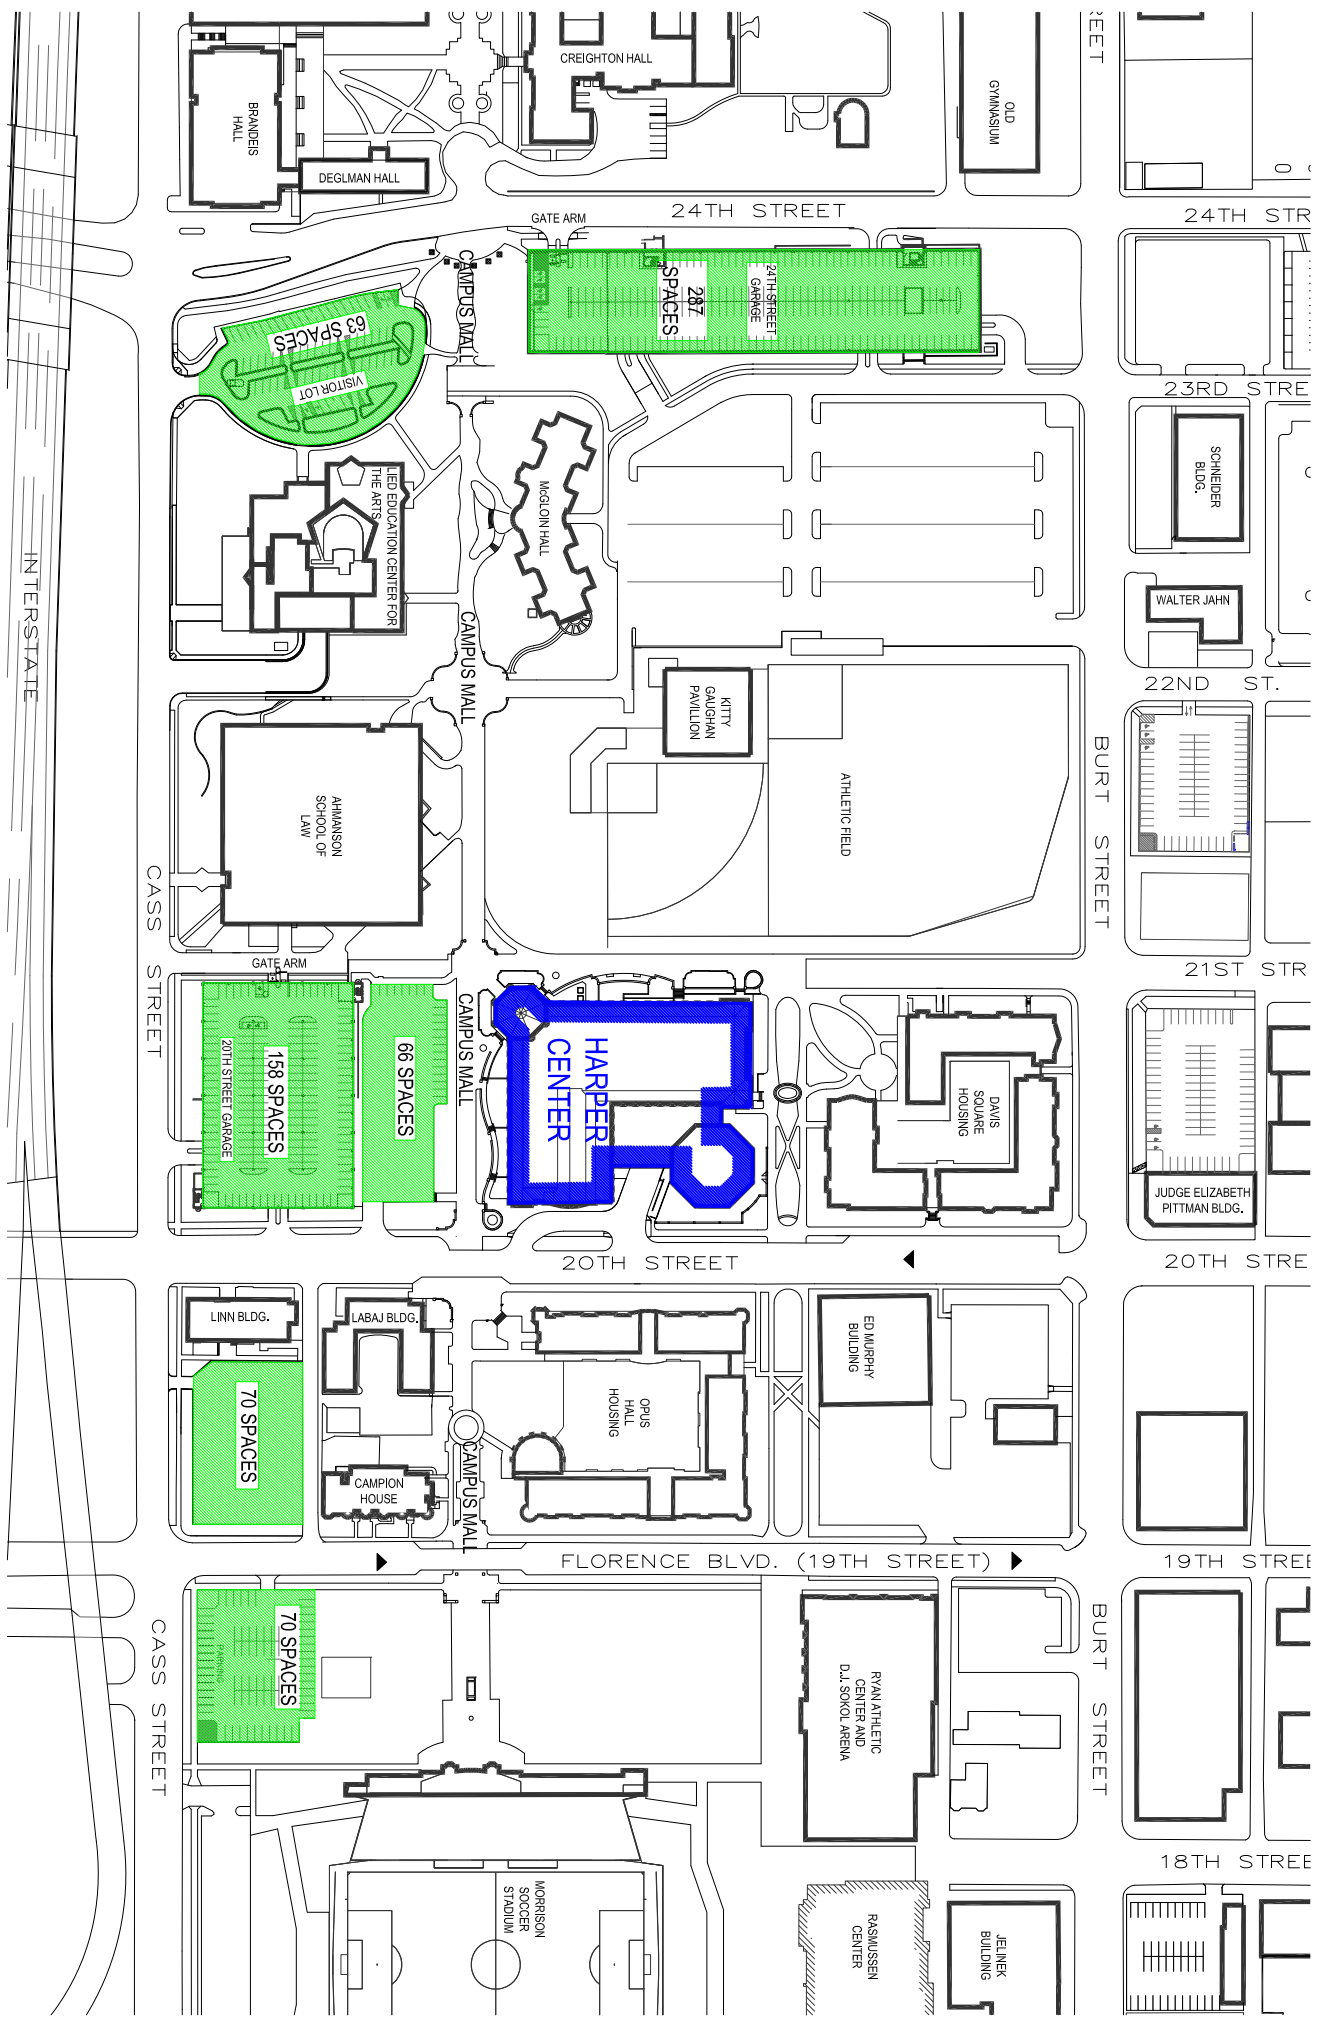 CREIGHTON HALL
BRANDEIS
HALL
OLD
GYMNASIUM
REET
DEGLMAN HALL
24TH STREET
24TH STR
GATE ARM
CAMPUS MALL
287
SPACES
24TH STREET
GARAGE
63 SPACES
VISITOR LOT
23RD STRE
SCHNEIDER
BLDG.
LIED EDUCATION CENTER FOR
THE ARTS
McGLOIN HALL
INTERSTATE
WALTER JAHN
CAMPUS MALL
22ND ST.
KITTY
GAUGHAN
PAVILLION
BURT STREET
ATHLETIC FIELD
AHMANSON
SCHOOL OF
LAW
CASS STREET
GATE ARM
21ST STR
CAMPUS MALL
66 SPACES
158 SPACES
20TH STREET GARAGE
HARPER
CENTER
DAVIS
SQUARE
HOUSING
JUDGE ELIZABETH
PITTMAN BLDG.
20TH STREET
20TH STRE
LINN BLDG.
LABAJ BLDG.
ED MURPHY
BUILDING
70 SPACES
OPUS
HALL
HOUSING
CAMPUS MALL
CAMPION
HOUSE
FLORENCE BLVD. (19TH STREET)
19TH STREE
70 SPACES
PARKING
CASS STREET
BURT STREET
RYAN ATHLETIC
CENTER AND
D.J. SOKOL ARENA
18TH STREE
MORRISON
SOCCER
STADIUM
RASMUSSEN
CENTER
JELINEK
BUILDING